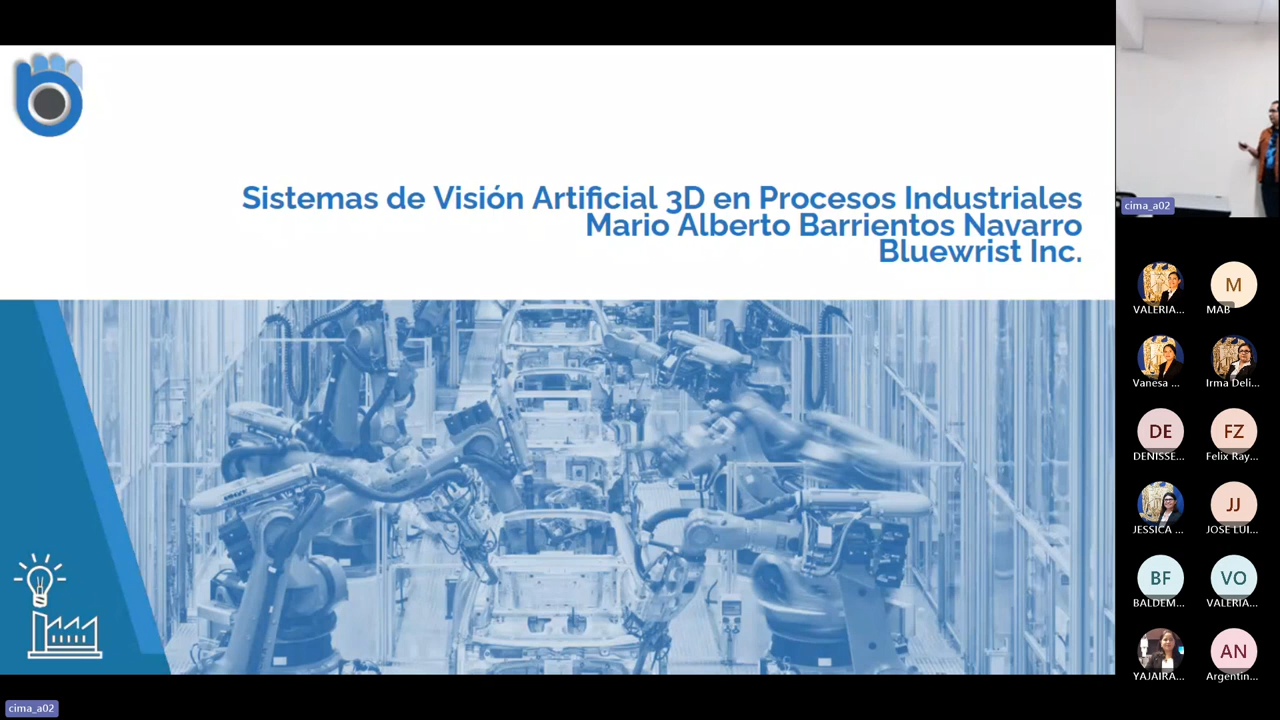 Sistemas de Visión Artificial 3D en Procesos Industriales
Mario Alberto Barrientos Navarro
Bluewrist Inc.
cima_a02
VALERIA...
M
MAB
Vanesa ...
Irma Deli...
DE
DENISSE...
FZ
Felix Ray...
JESSICA ...
JJ
JOSE LUI...
BF
BALDEM...
VO
VALERIA...
YAJAIRA...
AN
Argentin...
cima_a02